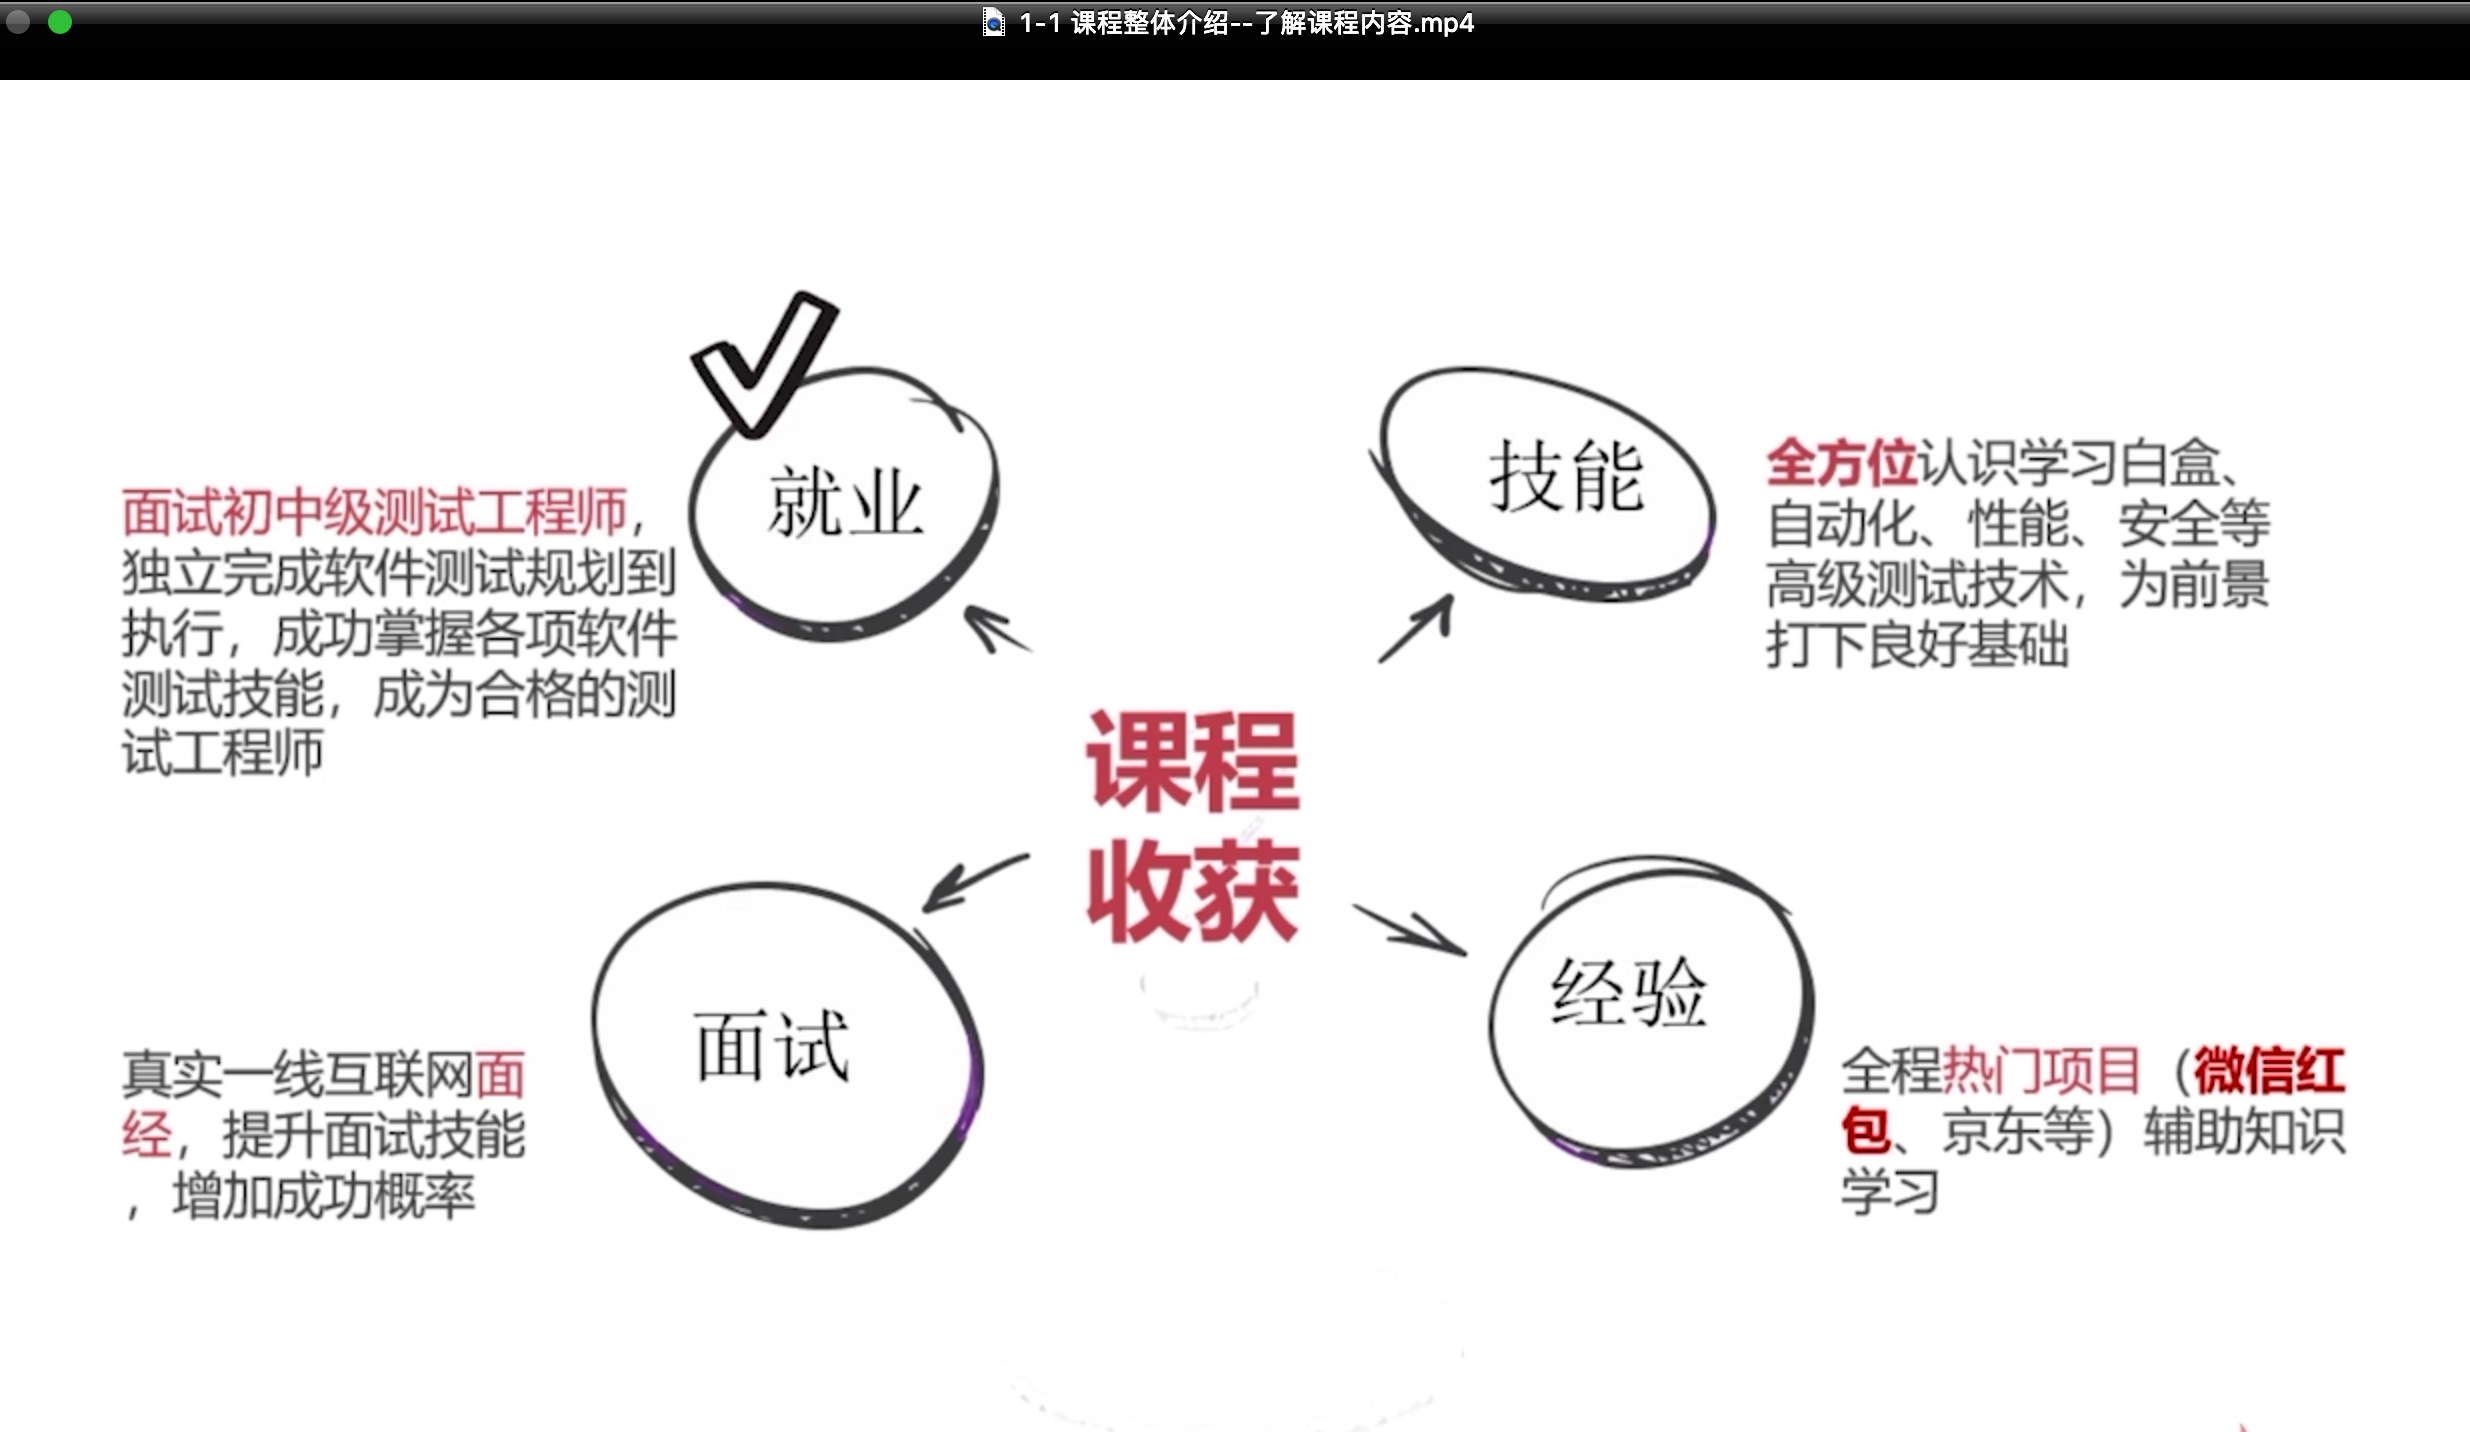 1-1 课程整体介绍--了解课程内容.mp4
就业
面试初中级测试工程师，
独立完成软件测试规划到
执行，成功掌握各项软件
测试技能，成为合格的测
试工程师
技能
全方位认识学习白盒、
自动化、性能、安全等
高级测试技术，为前景
打下良好基础
课程
收获
面试
真实一线互联网面
经，提升面试技能
，增加成功概率
经验
全程热门项目（微信红
包、京东等）辅助知识
学习